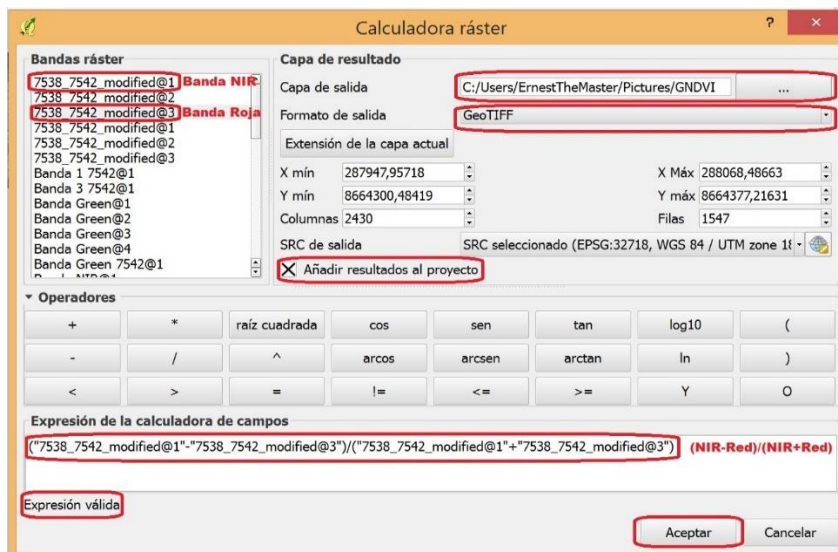 Calculadora ráster
? ×
Bandas ráster
7538_7542_modified@1 Banda NIR
7538_7542_modified@2
7538_7542_modified@3 Banda Roja
7538_7542_modified@1
7538_7542_modified@2
7538_7542_modified@3
Banda 1 7542@1
Banda 3 7542@1
Banda Green@1
Banda Green@2
Banda Green@3
Banda Green@4
Banda Green 7542@1
Capa de resultado
Capa de salida C:/Users/ErnestTheMaster/Pictures/GNDVI ...
Formato de salida GeoTIFF
Extensión de la capa actual
X mín 287947,95718 X Máx 288068,48663
Y mín 8664300,48419 Y máx 8664377,21631
Columnas 2430 Filas 1547
SRC de salida SRC seleccionado (EPSG:32718, WGS 84 / UTM zone 18
Añadir resultados al proyecto
Operadores
+ * raíz cuadrada cos sen tan log10 (
- / ^ arcos arcsen arctan ln )
< > = != <= >= Y O
Expresión de la calculadora de campos
("7538_7542_modified@1"-"7538_7542_modified@3")/("7538_7542_modified@1"+"7538_7542_modified@3") (NIR-Red)/(NIR+Red)
Expresión válida
Aceptar Cancelar